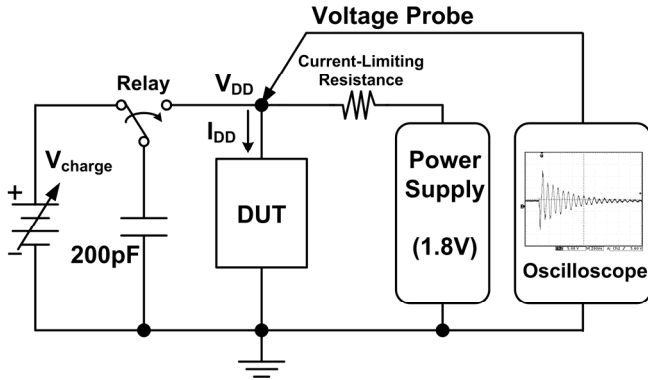 Voltage Probe
Current-Limiting
Resistance
Relay
VDD
IDD
Vcharge
+
−
200pF
DUT
Power
Supply
(1.8V)
Oscilloscope